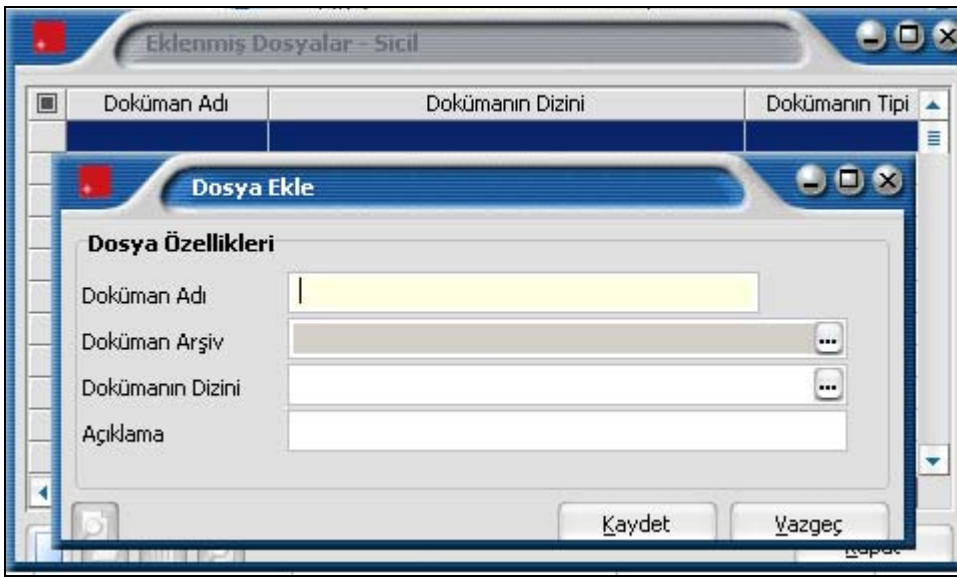 Eklenmiş Dosyalar - Sicil
Doküman Adı Dokümanın Dizini Dokümanın Tipi
Dosya Ekle
Dosya Özellikleri
Doküman Adı
Doküman Arşiv
...
Dokümanın Dizini
...
Açıklama
Kaydet Vazgeç